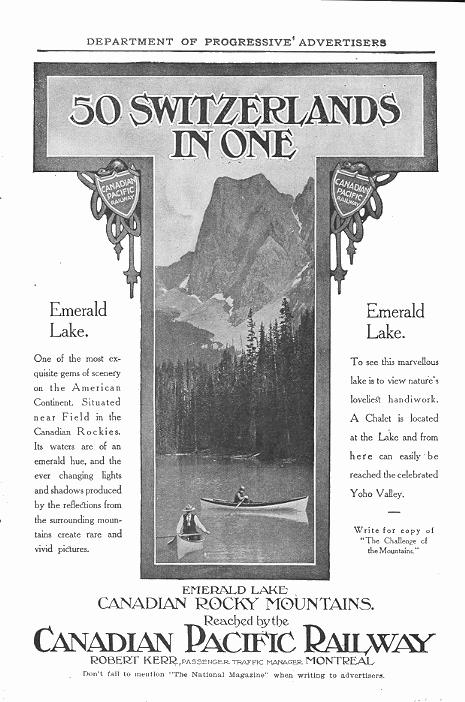 DEPARTMENT OF PROGRESSIVE ADVERTISERS
50 SWITZERLANDS
IN ONE
CANADIAN
PACIFIC
RAILWAY
CANADIAN
PACIFIC
RAILWAY
Emerald
Lake.
One of the most ex-
quisite gems of scenery
on the American
Continent. Situated
near Field in the
Canadian Rockies.
Its waters are of an
emerald hue, and the
ever changing lights
and shadows produced
by the reflections from
the surrounding moun-
tains create rare and
vivid pictures.
Emerald
Lake.
To see this marvellous
lake is to view nature's
loveliest handiwork.
A Chalet is located
at the Lake and from
here can easily be
reached the celebrated
Yoho Valley.
Write for copy of
"The Challenge of
the Mountains."
EMERALD LAKE
CANADIAN ROCKY MOUNTAINS.
Reached by the
CANADIAN PACIFIC RAILWAY
ROBERT KERR, PASSENGER TRAFFIC MANAGER MONTREAL
Don't fail to mention "The National Magazine" when writing to advertisers.